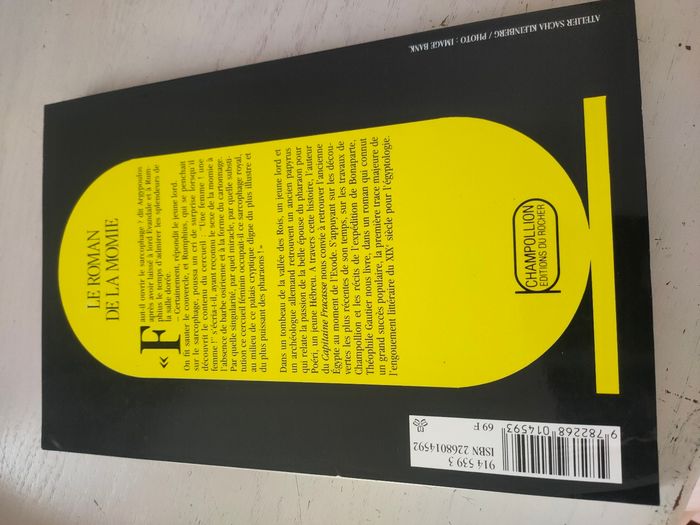 LE ROMAN
DE LA MOMIE
« Faut-il ouvrir le sarcophage ? dit Argyropoulos
après avoir laissé à lord Evandale et à Rum-
phius le temps d'admirer les splendeurs de
la salle dorée.
– Certainement, répondit le jeune lord.
On fit sauter le couvercle, et Rumphius, qui se penchait
sur le sarcophage, poussa un cri de surprise lorsqu'il
découvrit le contenu du cercueil : "Une femme ! une
femme !" s'écria-t-il, ayant reconnu le sexe de la momie à
l'absence de barbe osirienne et à la forme du cartonnage.
Par quelle singularité, par quel miracle, par quelle substi-
tution ce cercueil féminin occupait-il ce sarcophage royal,
au milieu de ce palais cryptique digne du plus illustre et
du plus puissant des pharaons ! »
Dans un tombeau de la vallée des Rois, un jeune lord et
un archéologue allemand retrouvent un ancien papyrus
qui relate la passion de la belle épouse du pharaon pour
Poëri, un jeune Hébreu. A travers cette histoire, l'auteur
du Capitaine Fracasse nous convie à retrouver l'ancienne
Égypte au moment de l'Exode. S'appuyant sur les décou-
vertes les plus récentes de son temps, sur les travaux de
Champollion et les récits de l'expédition de Bonaparte,
Théophile Gautier nous livre, dans un roman qui connut
un grand succès populaire, la première trace majeure de
l'engouement littéraire du XIXe siècle pour l'égyptologie.
CHAMPOLLION
EDITIONS DU ROCHER
ATELIER SACHA KLEINBERG / PHOTO : IMAGE BANK.
914 539 3
ISBN 2268014592
9 782268 014593
69 F